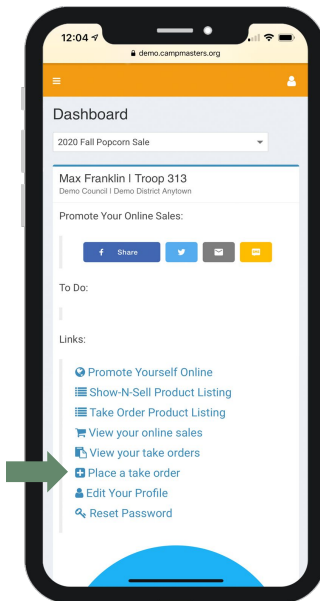 12:04
demo.campmasters.org
Dashboard
2020 Fall Popcorn Sale
Max Franklin | Troop 313
Demo Council | Demo District Anytown
Promote Your Online Sales:
Share
To Do:
Links:
Promote Yourself Online
Show-N-Sell Product Listing
Take Order Product Listing
View your online sales
View your take orders
Place a take order
Edit Your Profile
Reset Password